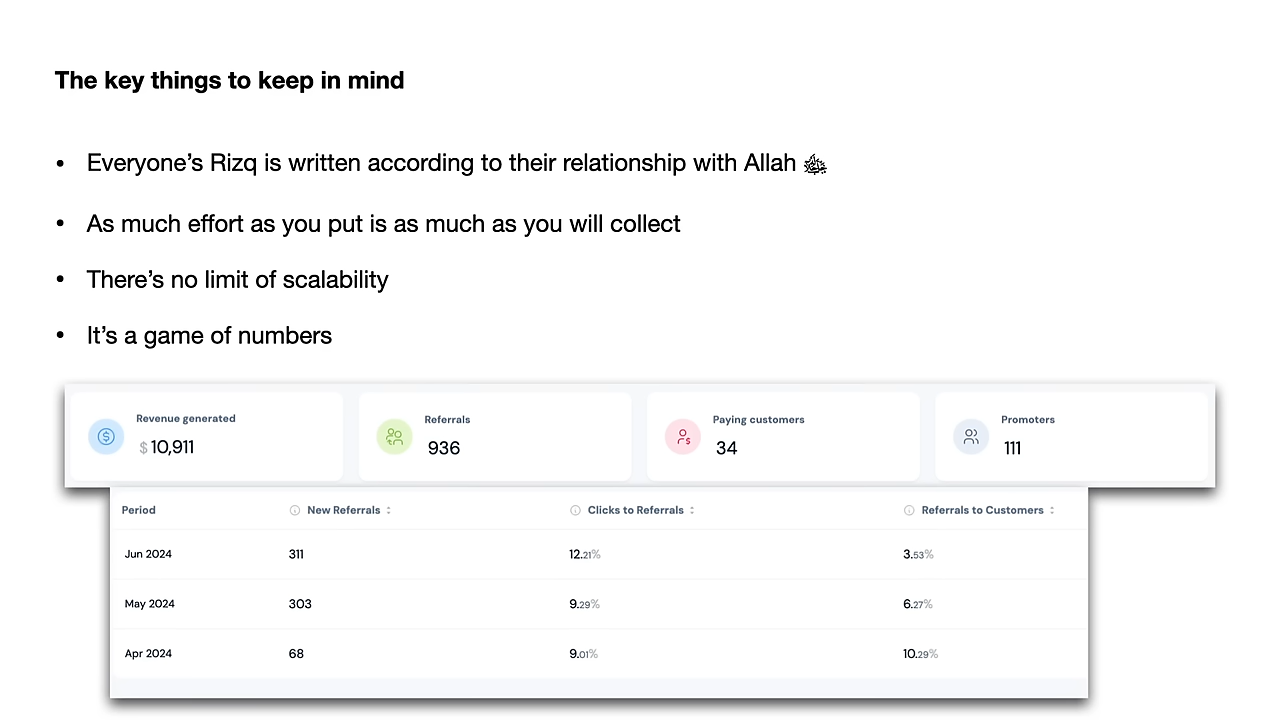 The key things to keep in mind
• Everyone’s Rizq is written according to their relationship with Allah ﷻ
• As much effort as you put is as much as you will collect
• There’s no limit of scalability
• It’s a game of numbers
Revenue generated
$ 10,911
Referrals
936
Paying customers
34
Promoters
111
Period New Referrals Clicks to Referrals Referrals to Customers
Jun 2024 311 12.21% 3.53%
May 2024 303 9.29% 6.27%
Apr 2024 68 9.01% 10.29%